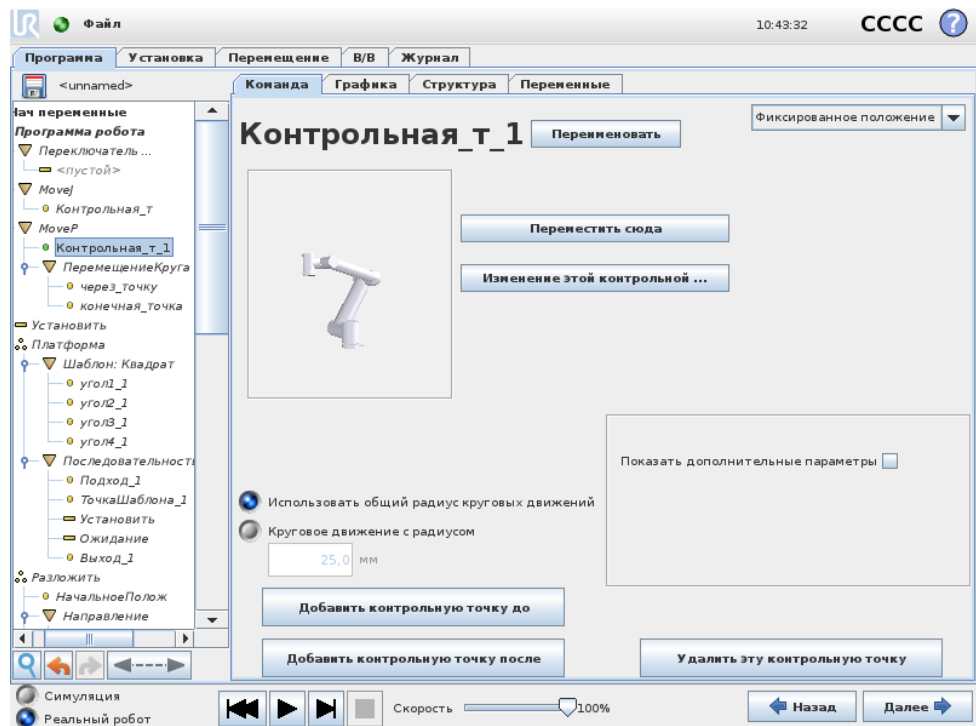 UR Файл 10:43:32 CCCC ?
Программа Установка Перемещение В/В Журнал
<unnamed>
Команда Графика Структура Переменные
Нач переменные
Программа робота
Переключатель ...
<пустой>
MoveJ
Контрольная_т
MoveP
Контрольная_т_1
ПеремещениеКруга
через_точку
конечная_точка
Установить
Платформа
Шаблон: Квадрат
угол1_1
угол2_1
угол3_1
угол4_1
Последовательность
Подход_1
ТочкаШаблона_1
Установить
Ожидание
Выход_1
Разложить
НачальноеПолож
Направление
Контрольная_т_1
Переименовать
Фиксированное положение
Переместить сюда
Изменение этой контрольной ...
Показать дополнительные параметры
Использовать общий радиус круговых движений
Круговое движение с радиусом
25,0 мм
Добавить контрольную точку до
Добавить контрольную точку после
Удалить эту контрольную точку
Симуляция
Реальный робот
Скорость 100%
Назад Далее